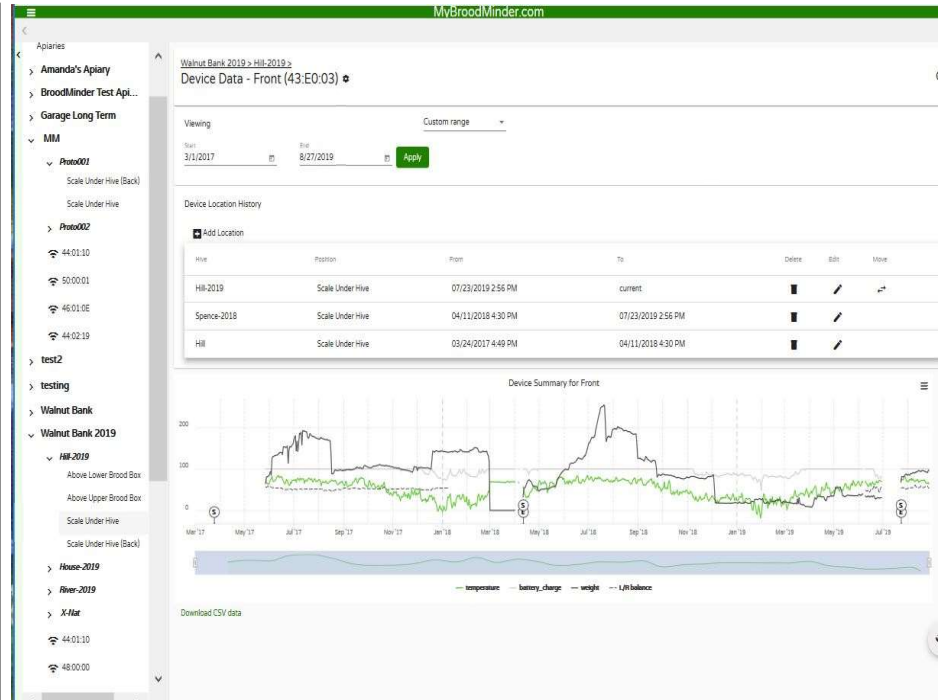 MyBroodMinder.com
Apiaries
Amanda's Apiary
BroodMinder Test Api...
Garage Long Term
MM
Proto001
Scale Under Hive (Back)
Scale Under Hive
Proto002
44:01:10
50:00:01
46:01:0E
44:02:19
test2
testing
Walnut Bank
Walnut Bank 2019
Hill-2019
Above Lower Brood Box
Above Upper Brood Box
Scale Under Hive
Scale Under Hive (Back)
House-2019
River-2019
X-Nat
44:01:10
48:00:00
Walnut Bank 2019 > Hill-2019 >
Device Data - Front (43:E0:03)
Viewing
Custom range
Start
End
3/1/2017
8/27/2019
Apply
Device Location History
Add Location
Hive Position From To Delete Edit Move
Hill-2019 Scale Under Hive 07/23/2019 2:56 PM current
Spence-2018 Scale Under Hive 04/11/2018 4:30 PM 07/23/2019 2:56 PM
Hill Scale Under Hive 03/24/2017 4:49 PM 04/11/2018 4:30 PM
Device Summary for Front
200
100
0
S S E S E
Mar '17 May '17 Jul '17 Sep '17 Nov '17 Jan '18 Mar '18 May '18 Jul '18 Sep '18 Nov '18 Jan '19 Mar '19 May '19 Jul '19
temperature battery_charge weight L/R balance
Download CSV data